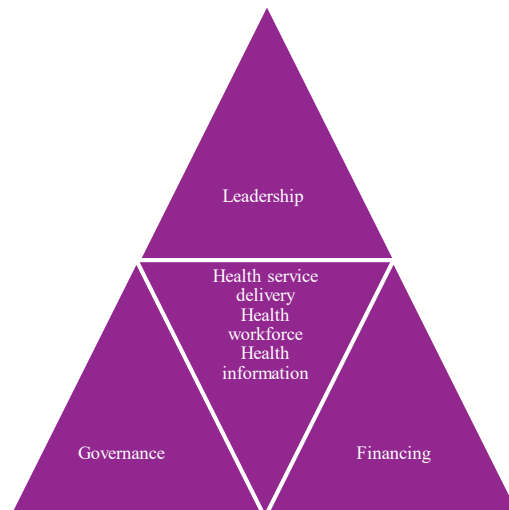 Leadership
Health service
delivery
Health
workforce
Health
information
Governance
Financing